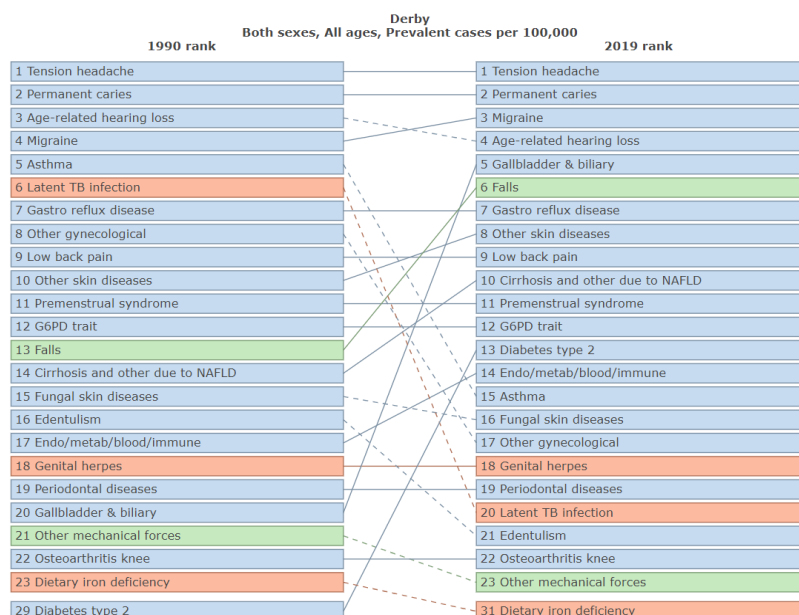 Derby
Both sexes, All ages, Prevalent cases per 100,000
1990 rank
2019 rank
1 Tension headache
1 Tension headache
2 Permanent caries
2 Permanent caries
3 Age-related hearing loss
3 Migraine
4 Migraine
4 Age-related hearing loss
5 Asthma
5 Gallbladder & biliary
6 Latent TB infection
6 Falls
7 Gastro reflux disease
7 Gastro reflux disease
8 Other gynecological
8 Other skin diseases
9 Low back pain
9 Low back pain
10 Other skin diseases
10 Cirrhosis and other due to NAFLD
11 Premenstrual syndrome
11 Premenstrual syndrome
12 G6PD trait
12 G6PD trait
13 Falls
13 Diabetes type 2
14 Cirrhosis and other due to NAFLD
14 Endo/metab/blood/immune
15 Fungal skin diseases
15 Asthma
16 Edentulism
16 Fungal skin diseases
17 Endo/metab/blood/immune
17 Other gynecological
18 Genital herpes
18 Genital herpes
19 Periodontal diseases
19 Periodontal diseases
20 Gallbladder & biliary
20 Latent TB infection
21 Other mechanical forces
21 Edentulism
22 Osteoarthritis knee
22 Osteoarthritis knee
23 Dietary iron deficiency
23 Other mechanical forces
29 Diabetes type 2
31 Dietary iron deficiency